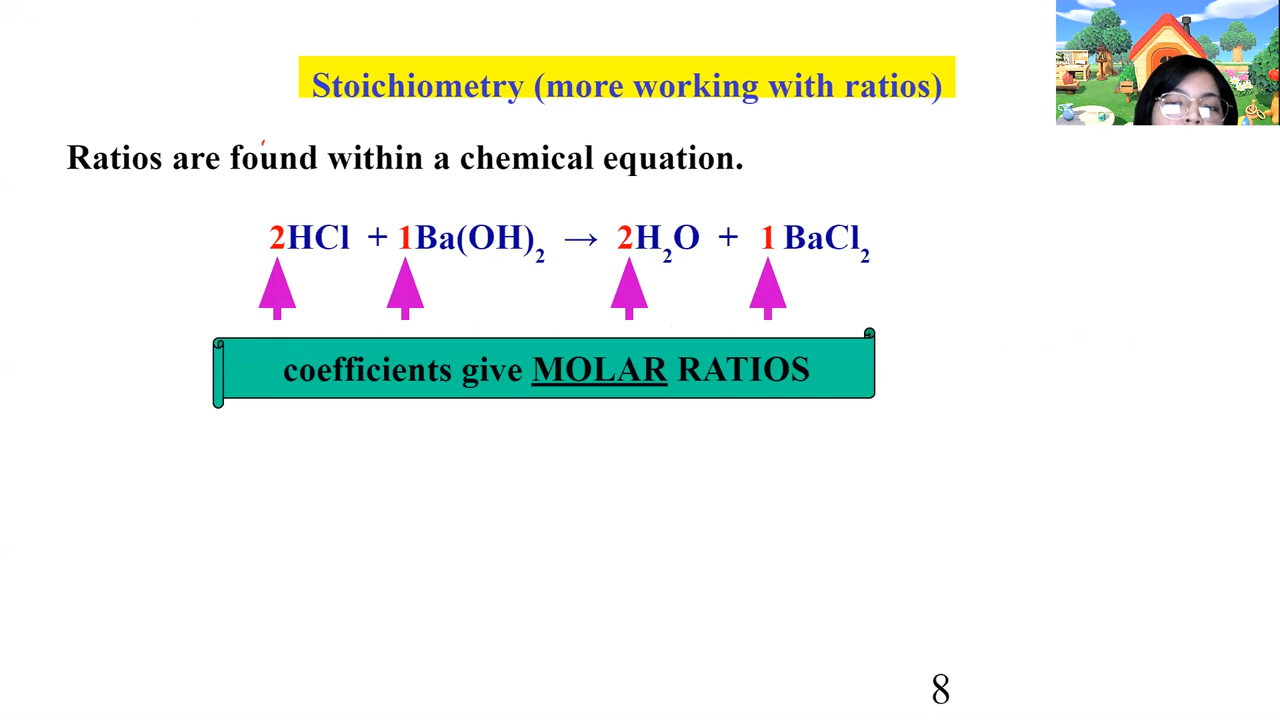 Stoichiometry (more working with ratios)
Ratios are found within a chemical equation.
2HCl + 1Ba(OH)₂ → 2H₂O + 1 BaCl₂
coefficients give MOLAR RATIOS
8